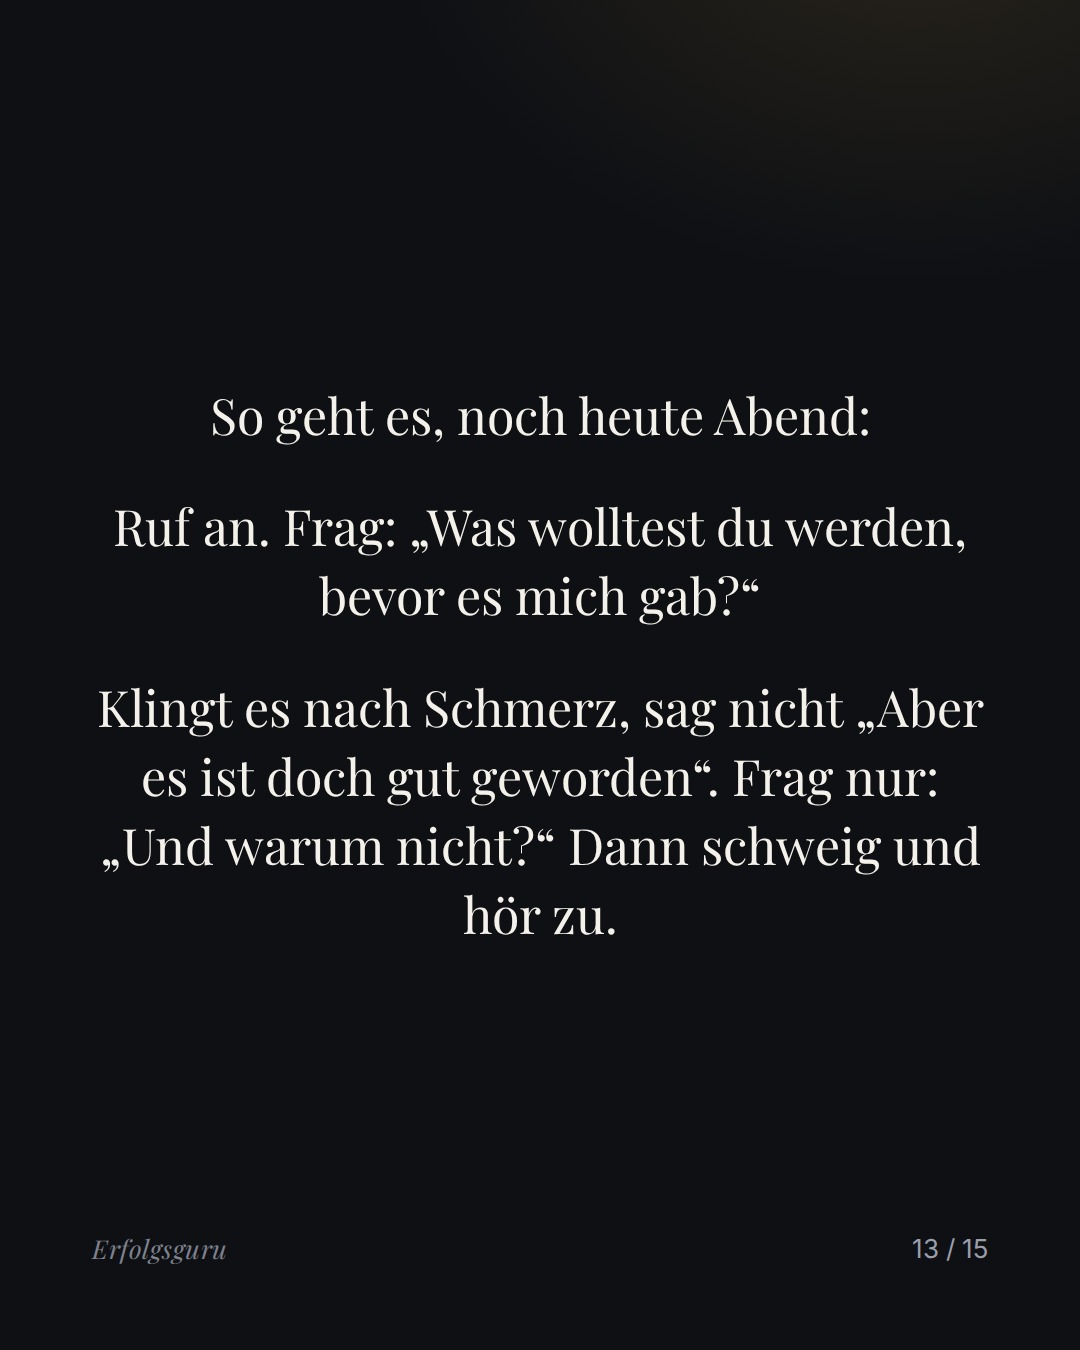 So geht es, noch heute Abend:
Ruf an. Frag: „Was wolltest du werden,
bevor es mich gab?“
Klingt es nach Schmerz, sag nicht „Aber
es ist doch gut geworden“. Frag nur:
„Und warum nicht?“ Dann schweig und
hör zu.
Erfolgsguru
13 / 15